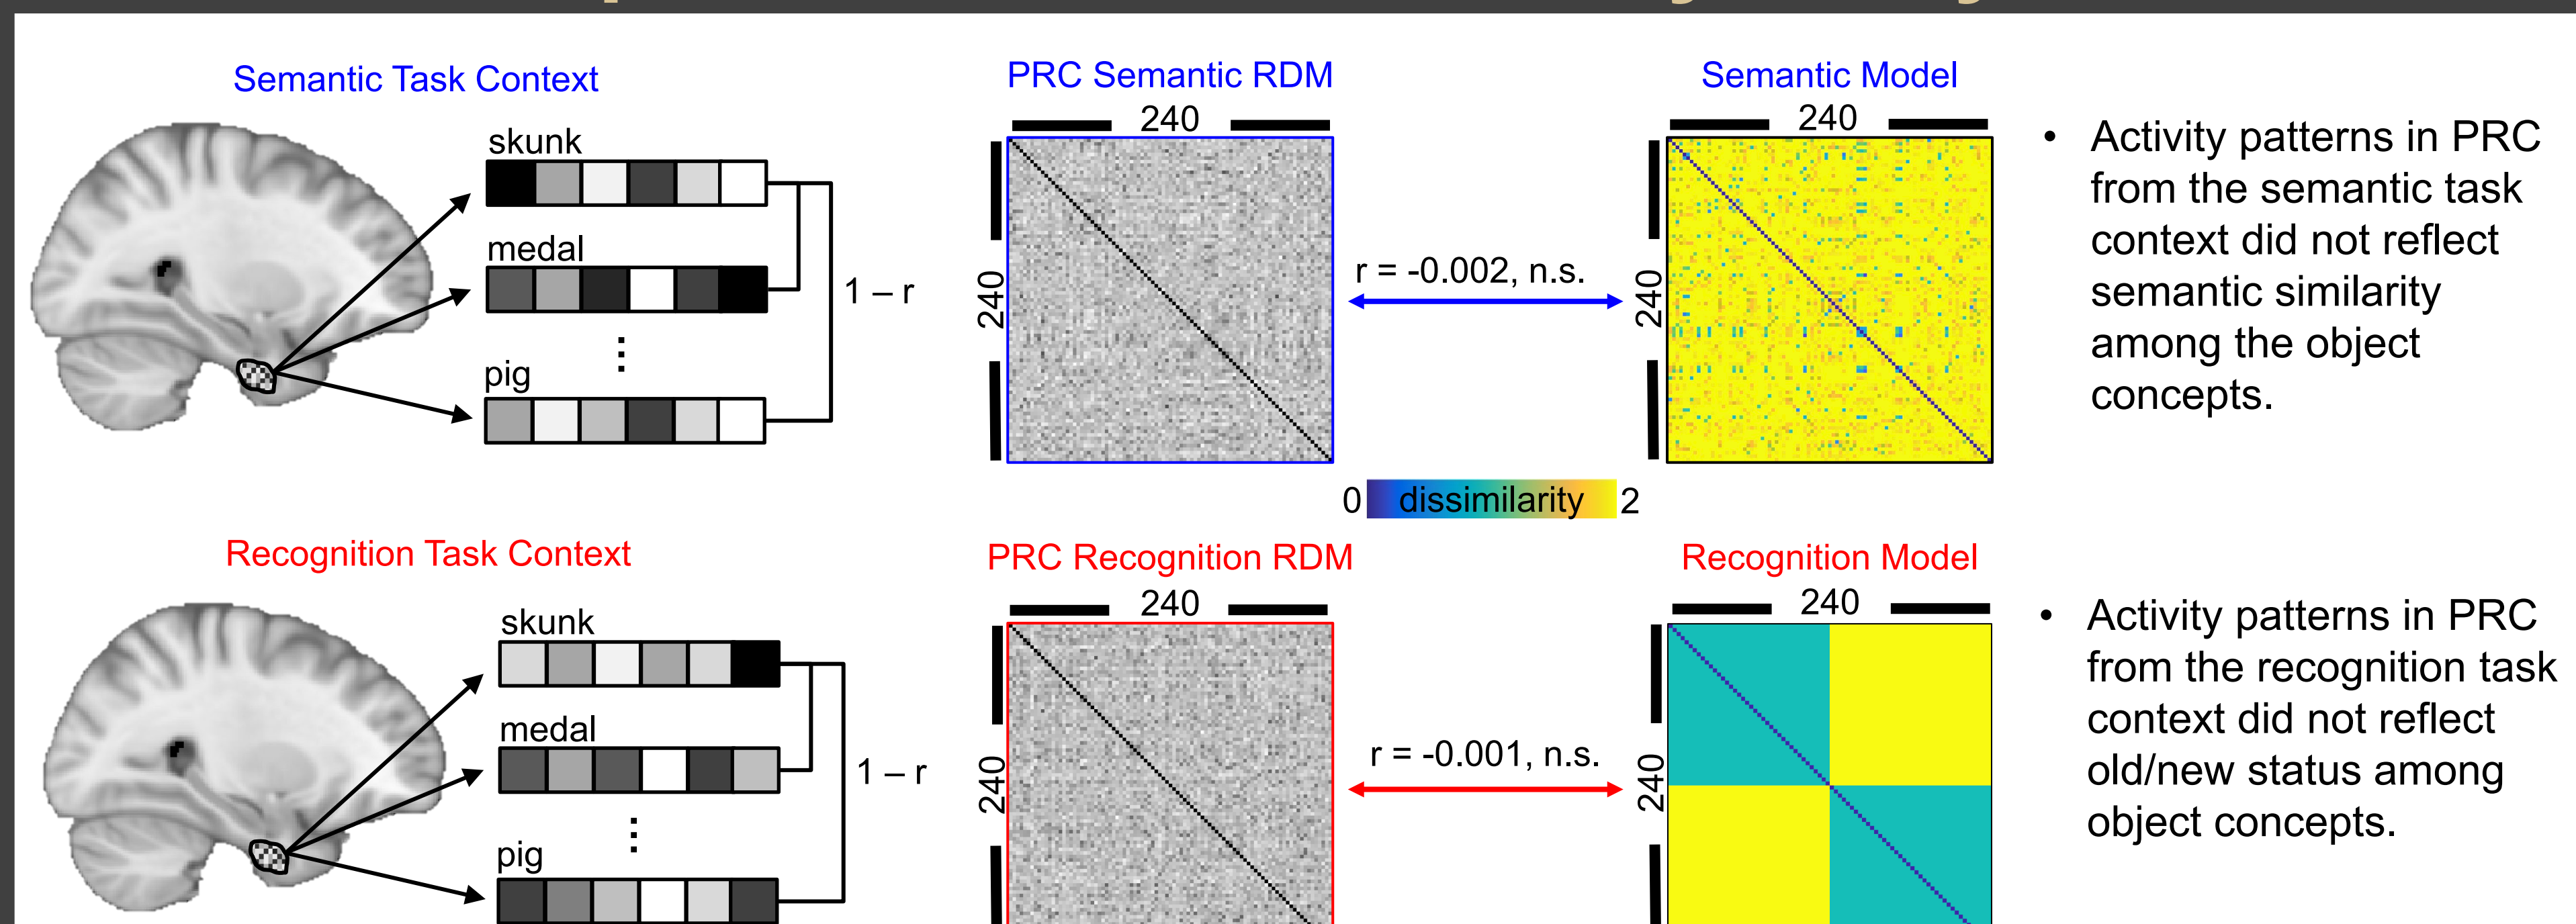 Semantic Task Context
skunk
medal
⋮
pig
1 – r
PRC Semantic RDM
240
240
r = -0.002, n.s.
Semantic Model
240
240
• Activity patterns in PRC
from the semantic task
context did not reflect
semantic similarity
among the object
concepts.
0 dissimilarity 2
Recognition Task Context
skunk
medal
⋮
pig
1 – r
PRC Recognition RDM
240
240
r = -0.001, n.s.
Recognition Model
240
240
• Activity patterns in PRC
from the recognition task
context did not reflect
old/new status among
object concepts.